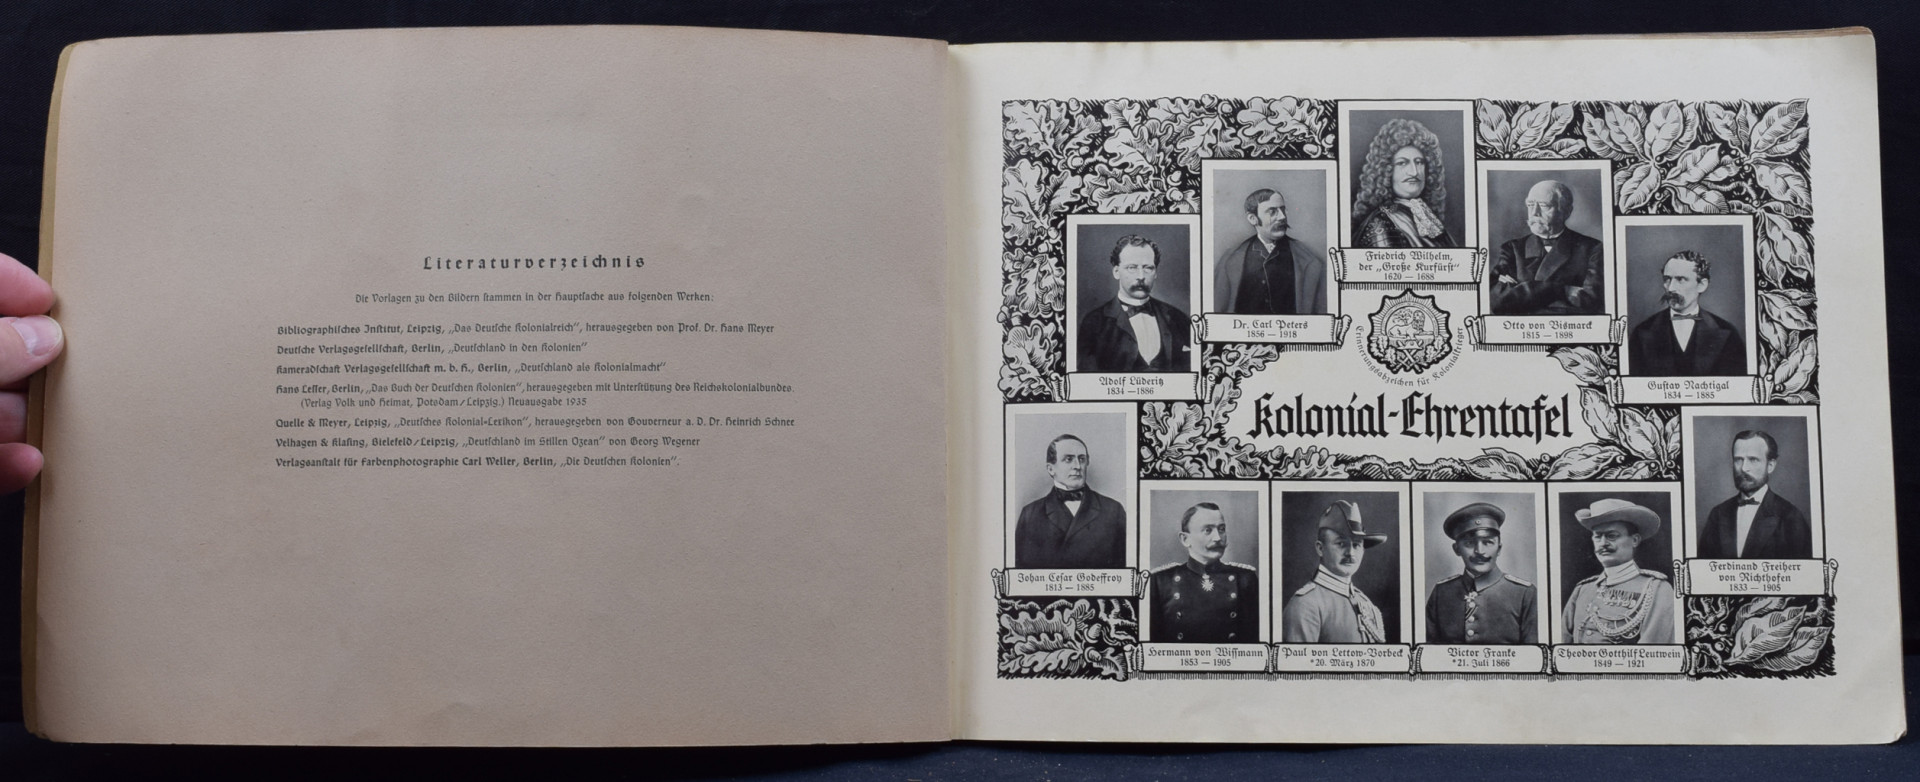 Literaturverzeichnis
Die Vorlagen zu den Bildern stammen in der Hauptsache aus folgenden Werken:
Bibliographisches Institut, Leipzig, „Das Deutsche Kolonialreich“, herausgegeben von Prof. Dr. Hans Meyer
Deutsche Verlagsgesellschaft, Berlin, „Deutschland in den Kolonien“
Kameradschaft Verlagsgesellschaft m. b. H., Berlin, „Deutschland als Kolonialmacht“
Hans Lesser, Berlin, „Das Buch der Deutschen Kolonien“, herausgegeben mit Unterstützung des Reichskolonialbundes.
(Verlag Volk und Heimat, Potsdam/Leipzig.) Neuausgabe 1935
Quelle & Meyer, Leipzig, „Deutsches Kolonial-Lexikon“, herausgegeben von Gouverneur a. D. Dr. Heinrich Schnee
Velhagen & Klasing, Bielefeld/Leipzig, „Deutschland im Stillen Ozean“ von Georg Wegener
Verlagsanstalt für Farbenphotographie Carl Weller, Berlin, „Die Deutschen Kolonien“.
Friedrich Wilhelm,
der „Große Kurfürst“
1620 — 1688
Dr. Carl Peters
1856 — 1918
Otto von Bismarck
1815 — 1898
Adolf Lüderitz
1834 — 1886
Gustav Nachtigal
1834 — 1885
Erinnerungsabzeichen für Kolonialkrieger
Kolonial-Ehrentafel
Johan Cesar Godeffroy
1813 — 1885
Ferdinand Freiherr
von Richthofen
1833 — 1905
Hermann von Wissmann
1853 — 1905
Paul von Lettow-Vorbeck
*20. März 1870
Victor Franke
*21. Juli 1866
Theodor Gotthilf Leutwein
1849 — 1921